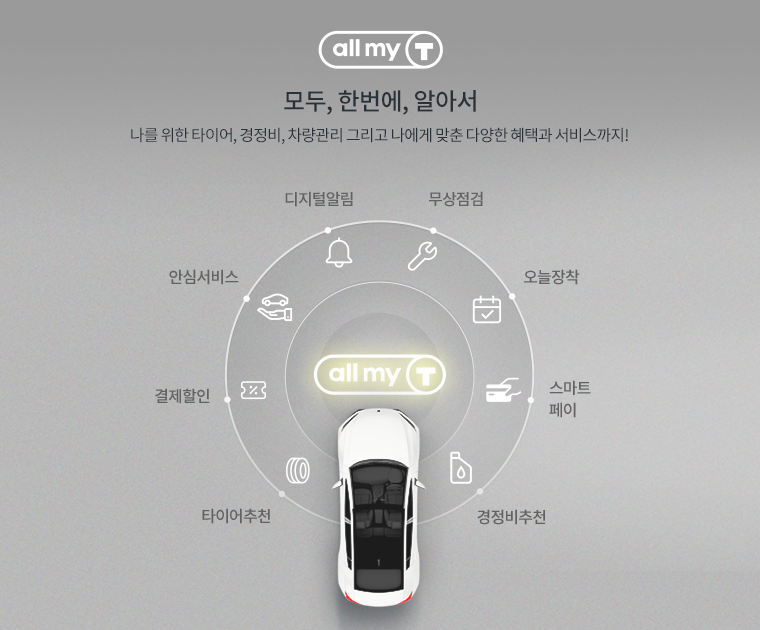 all my T
모두, 한번에, 알아서
나를 위한 타이어, 경정비, 차량관리 그리고 나에게 맞춘 다양한 혜택과 서비스까지!
디지털알림
무상점검
안심서비스
오늘장착
all my T
결제할인
스마트
페이
타이어추천
경정비추천